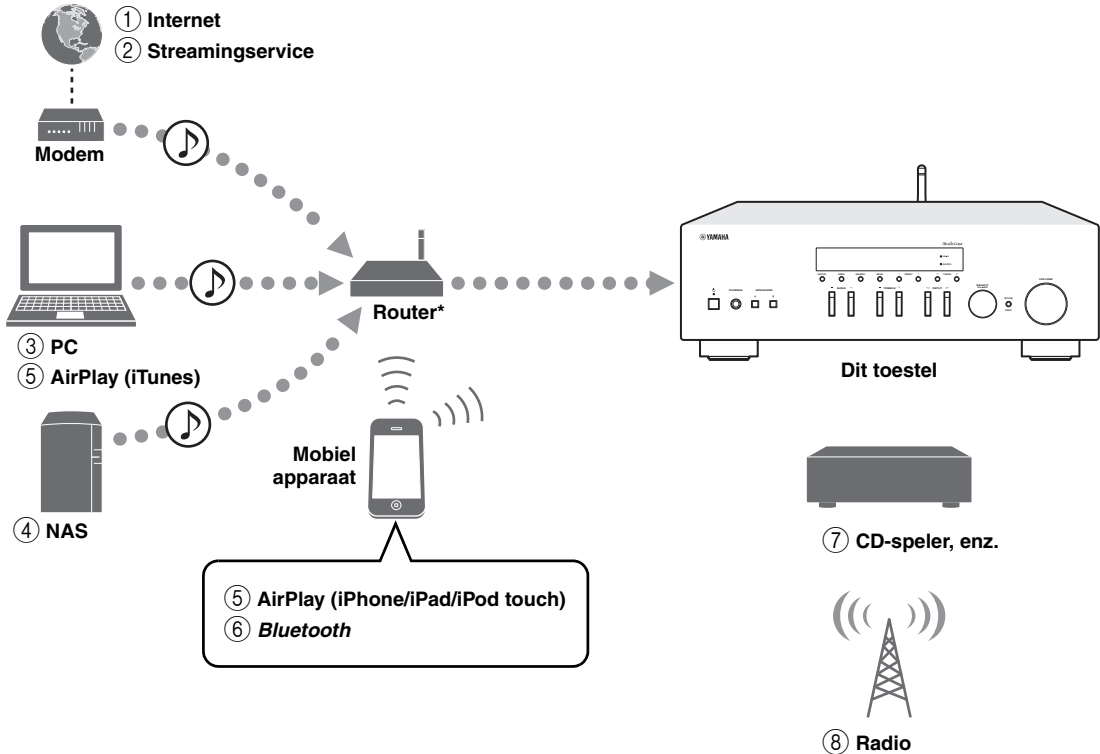 ① Internet
② Streamingservice
Modem
③ PC
⑤ AirPlay (iTunes)
④ NAS
Router*
Mobiel
apparaat
⑤ AirPlay (iPhone/iPad/iPod touch)
⑥ Bluetooth
YAMAHA
Dit toestel
⑦ CD-speler, enz.
⑧ Radio